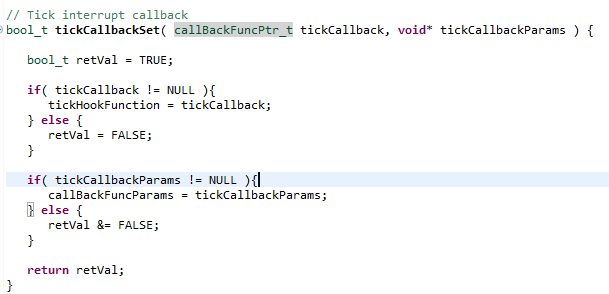 // Tick interrupt callback
bool_t tickCallbackSet( callBackFuncPtr_t tickCallback, void* tickCallbackParams ) {
bool_t retVal = TRUE;
if( tickCallback != NULL ){
tickHookFunction = tickCallback;
} else {
retVal = FALSE;
}
if( tickCallbackParams != NULL ){
callBackFuncParams = tickCallbackParams;
} else {
retVal &= FALSE;
}
return retVal;
}